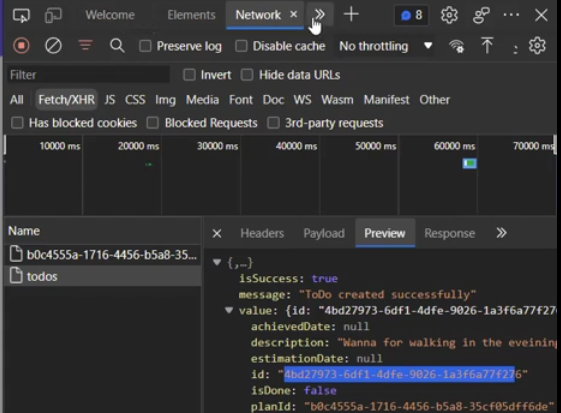 Welcome Elements Network 8
Preserve log Disable cache No throttling
Filter Invert Hide data URLs
All Fetch/XHR JS CSS Img Media Font Doc WS Wasm Manifest Other
Has blocked cookies Blocked Requests 3rd-party requests
10000 ms 20000 ms 30000 ms 40000 ms 50000 ms 60000 ms 70000 ms
Name
b0c4555a-1716-4456-b5a8-35...
todos
Headers Payload Preview Response
{,…}
isSuccess: true
message: "ToDo created successfully"
value: {id: "4bd27973-6df1-4dfe-9026-1a3f6a77f27
achievedDate: null
description: "Wanna for walking in the eveining
estimationDate: null
id: "4bd27973-6df1-4dfe-9026-1a3f6a77f276"
isDone: false
planId: "b0c4555a-1716-4456-b5a8-35cf05dff6de"